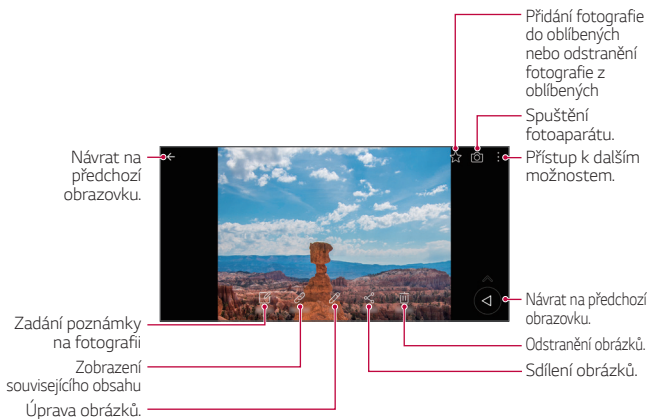 Přidání fotografie
do oblíbených
nebo odstranění
fotografie z
oblíbených
Spuštění
fotoaparátu.
Přístup k dalším
možnostem.
Návrat na
předchozí
obrazovku.
Návrat na předchozí
obrazovku.
Odstranění obrázků.
Sdílení obrázků.
Zadání poznámky
na fotografii
Zobrazení
souvisejícího obsahu
Úprava obrázků.